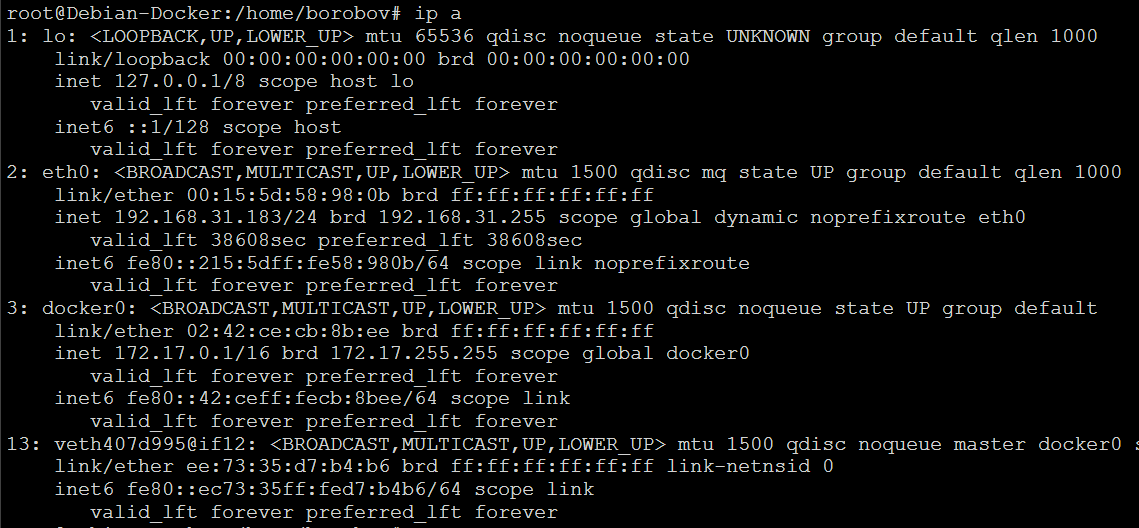 root@Debian-Docker:/home/borobov# ip a
1: lo: <LOOPBACK,UP,LOWER_UP> mtu 65536 qdisc noqueue state UNKNOWN group default qlen 1000
    link/loopback 00:00:00:00:00:00 brd 00:00:00:00:00:00
    inet 127.0.0.1/8 scope host lo
       valid_lft forever preferred_lft forever
    inet6 ::1/128 scope host
       valid_lft forever preferred_lft forever
2: eth0: <BROADCAST,MULTICAST,UP,LOWER_UP> mtu 1500 qdisc mq state UP group default qlen 1000
    link/ether 00:15:5d:58:98:0b brd ff:ff:ff:ff:ff:ff
    inet 192.168.31.183/24 brd 192.168.31.255 scope global dynamic noprefixroute eth0
       valid_lft 38608sec preferred_lft 38608sec
    inet6 fe80::215:5dff:fe58:980b/64 scope link noprefixroute
       valid_lft forever preferred_lft forever
3: docker0: <BROADCAST,MULTICAST,UP,LOWER_UP> mtu 1500 qdisc noqueue state UP group default
    link/ether 02:42:ce:cb:8b:ee brd ff:ff:ff:ff:ff:ff
    inet 172.17.0.1/16 brd 172.17.255.255 scope global docker0
       valid_lft forever preferred_lft forever
    inet6 fe80::42:ceff:fecb:8bee/64 scope link
       valid_lft forever preferred_lft forever
13: veth407d995@if12: <BROADCAST,MULTICAST,UP,LOWER_UP> mtu 1500 qdisc noqueue master docker0
    link/ether ee:73:35:d7:b4:b6 brd ff:ff:ff:ff:ff:ff link-netnsid 0
    inet6 fe80::ec73:35ff:fed7:b4b6/64 scope link
       valid_lft forever preferred_lft forever